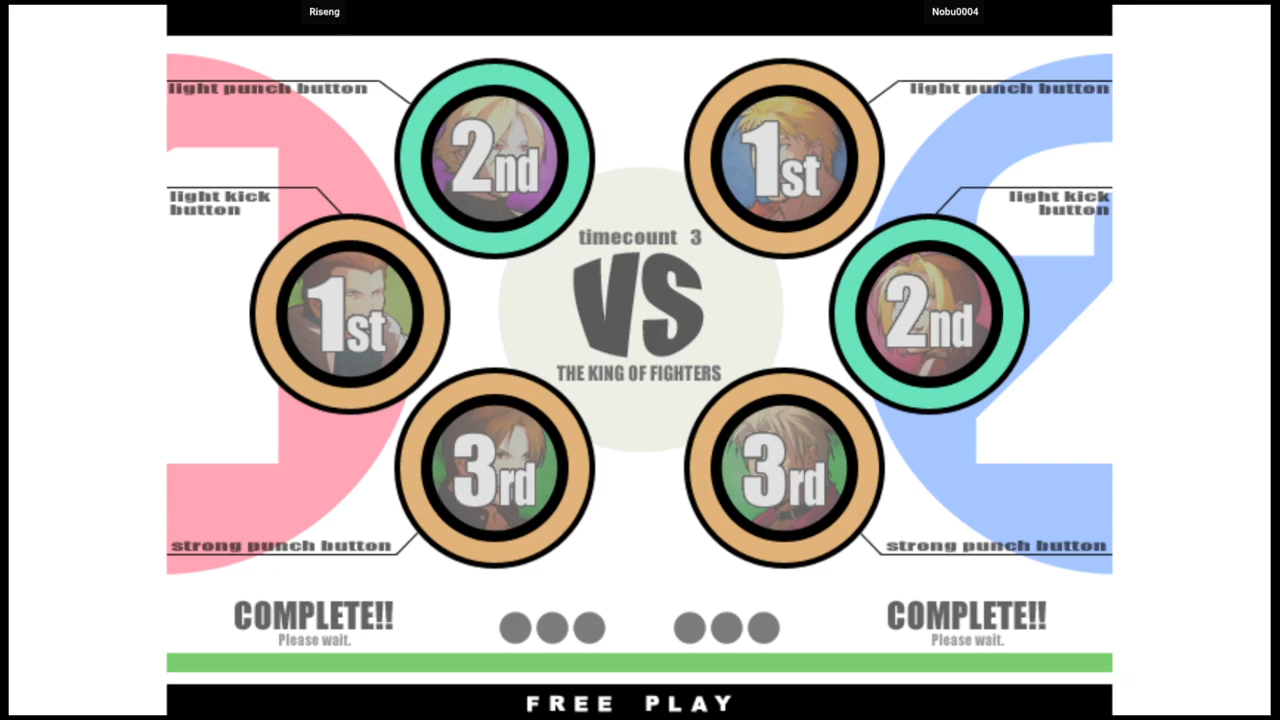 Riseng
Nobu0004
light punch button
light punch button
2nd
1st
light kick
button
light kick
button
timecount 3
1st
VS
2nd
THE KING OF FIGHTERS
3rd
3rd
strong punch button
strong punch button
COMPLETE!!
Please wait.
COMPLETE!!
Please wait.
FREE PLAY